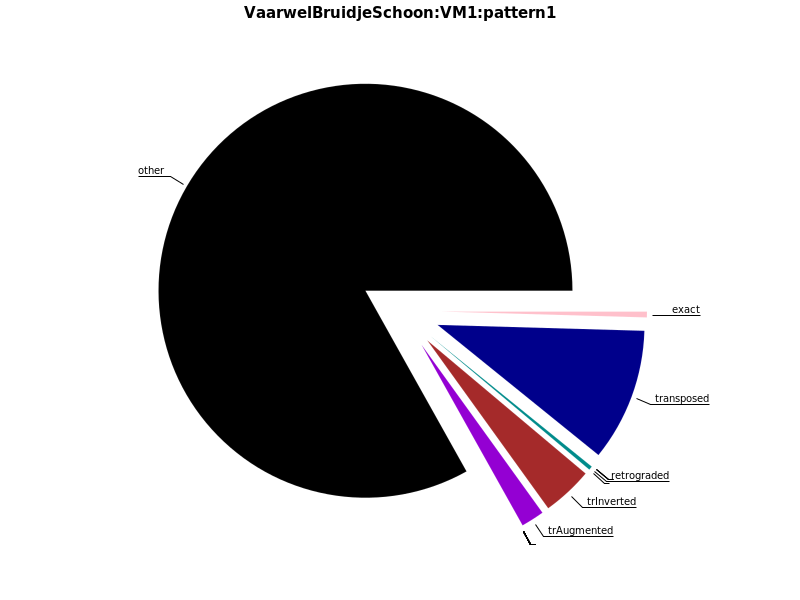 VaarwelBruidjeSchoon:VM1:pattern1
other
exact
transposed
retrograded
trInverted
trAugmented